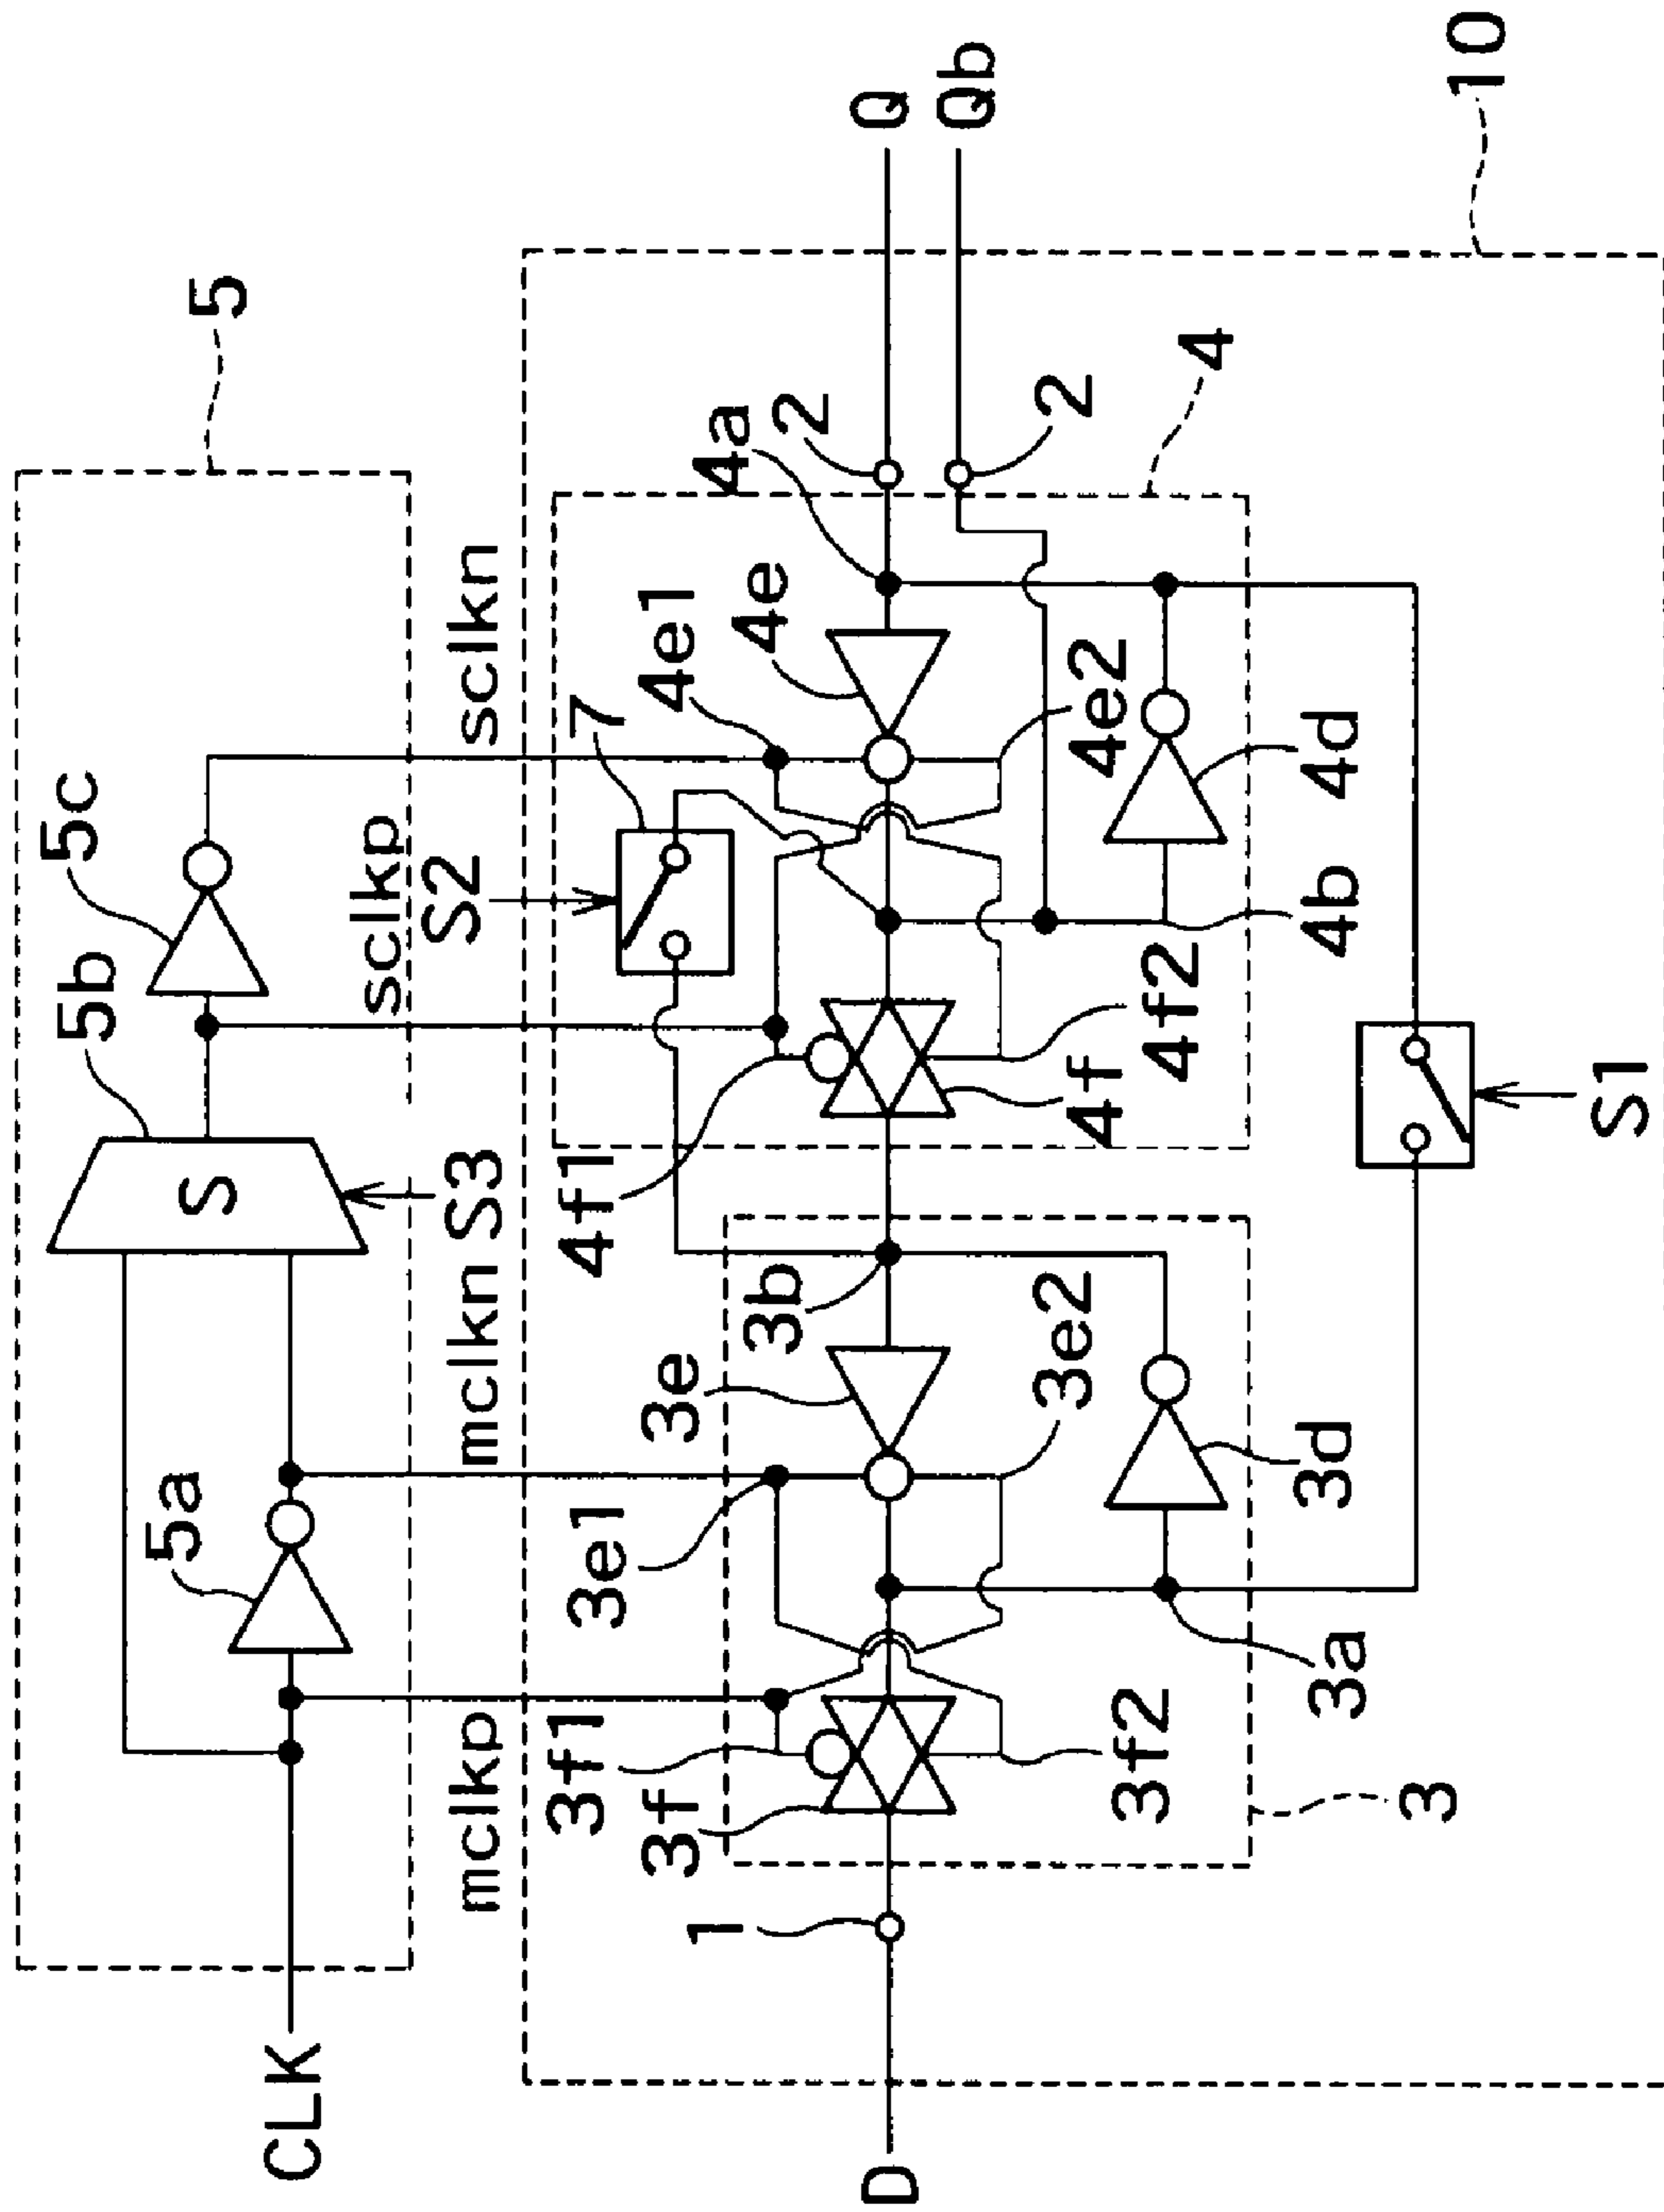 5
5b
5c
5a
S
CLK
S3
mclkp
mclkn
sclkp
sclkn
S2
10
7
4f1
4e1
4e
4a
2
Q
Qb
2
4
3f1
3e1
3e
3b
3f
1
D
3f2
3e2
4f
4f2
4e2
3
3a
3d
4b
4d
S1